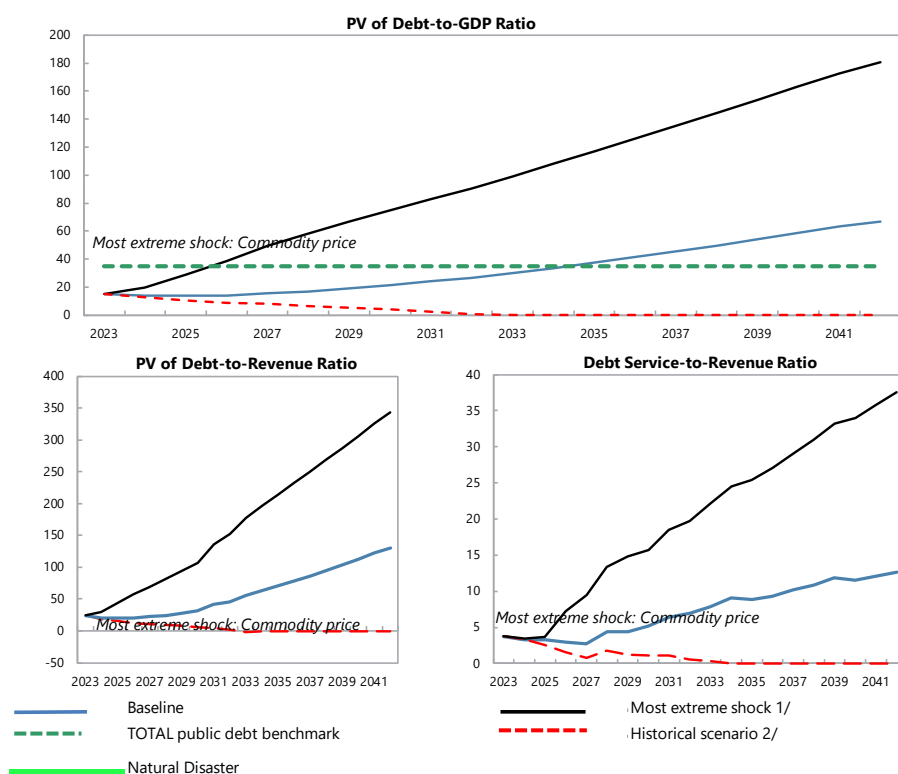 PV of Debt-to-GDP Ratio
200
180
160
140
120
100
80
60
40
20
0
Most extreme shock: Commodity price
2023 2025 2027 2029 2031 2033 2035 2037 2039 2041
PV of Debt-to-Revenue Ratio
400
350
300
250
200
150
100
50
0
-50
Most extreme shock: Commodity price
2023 2025 2027 2029 2031 2033 2035 2037 2039 2041
Debt Service-to-Revenue Ratio
40
35
30
25
20
15
10
5
0
Most extreme shock: Commodity price
2023 2025 2027 2029 2031 2033 2035 2037 2039 2041
Baseline
Most extreme shock 1/
TOTAL public debt benchmark
Historical scenario 2/
Natural Disaster